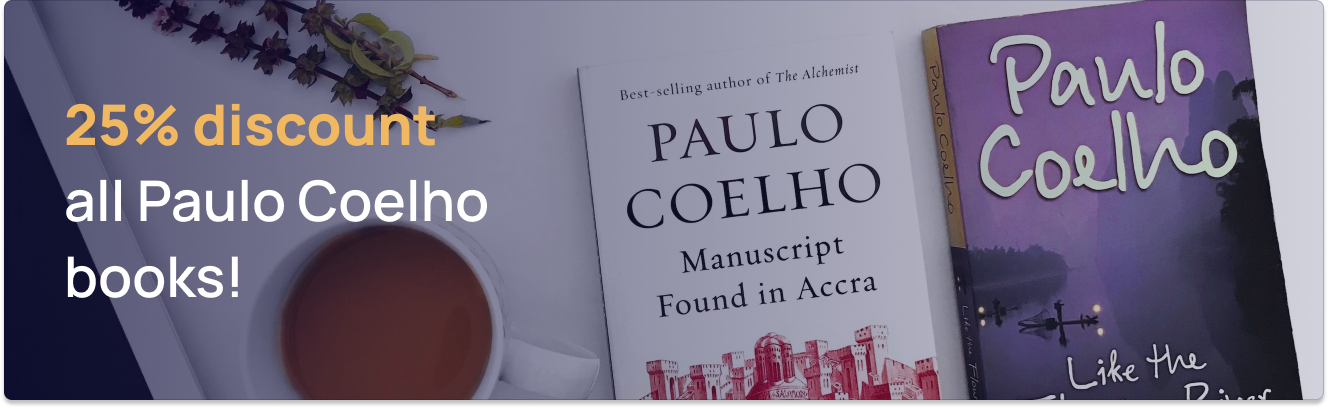 25% discount
all Paulo Coelho
books!
Best-selling author of The Alchemist
PAULO
COELHO
Manuscript
Found in Accra
Paulo
Coelho
Paulo Coelho
Like the
River